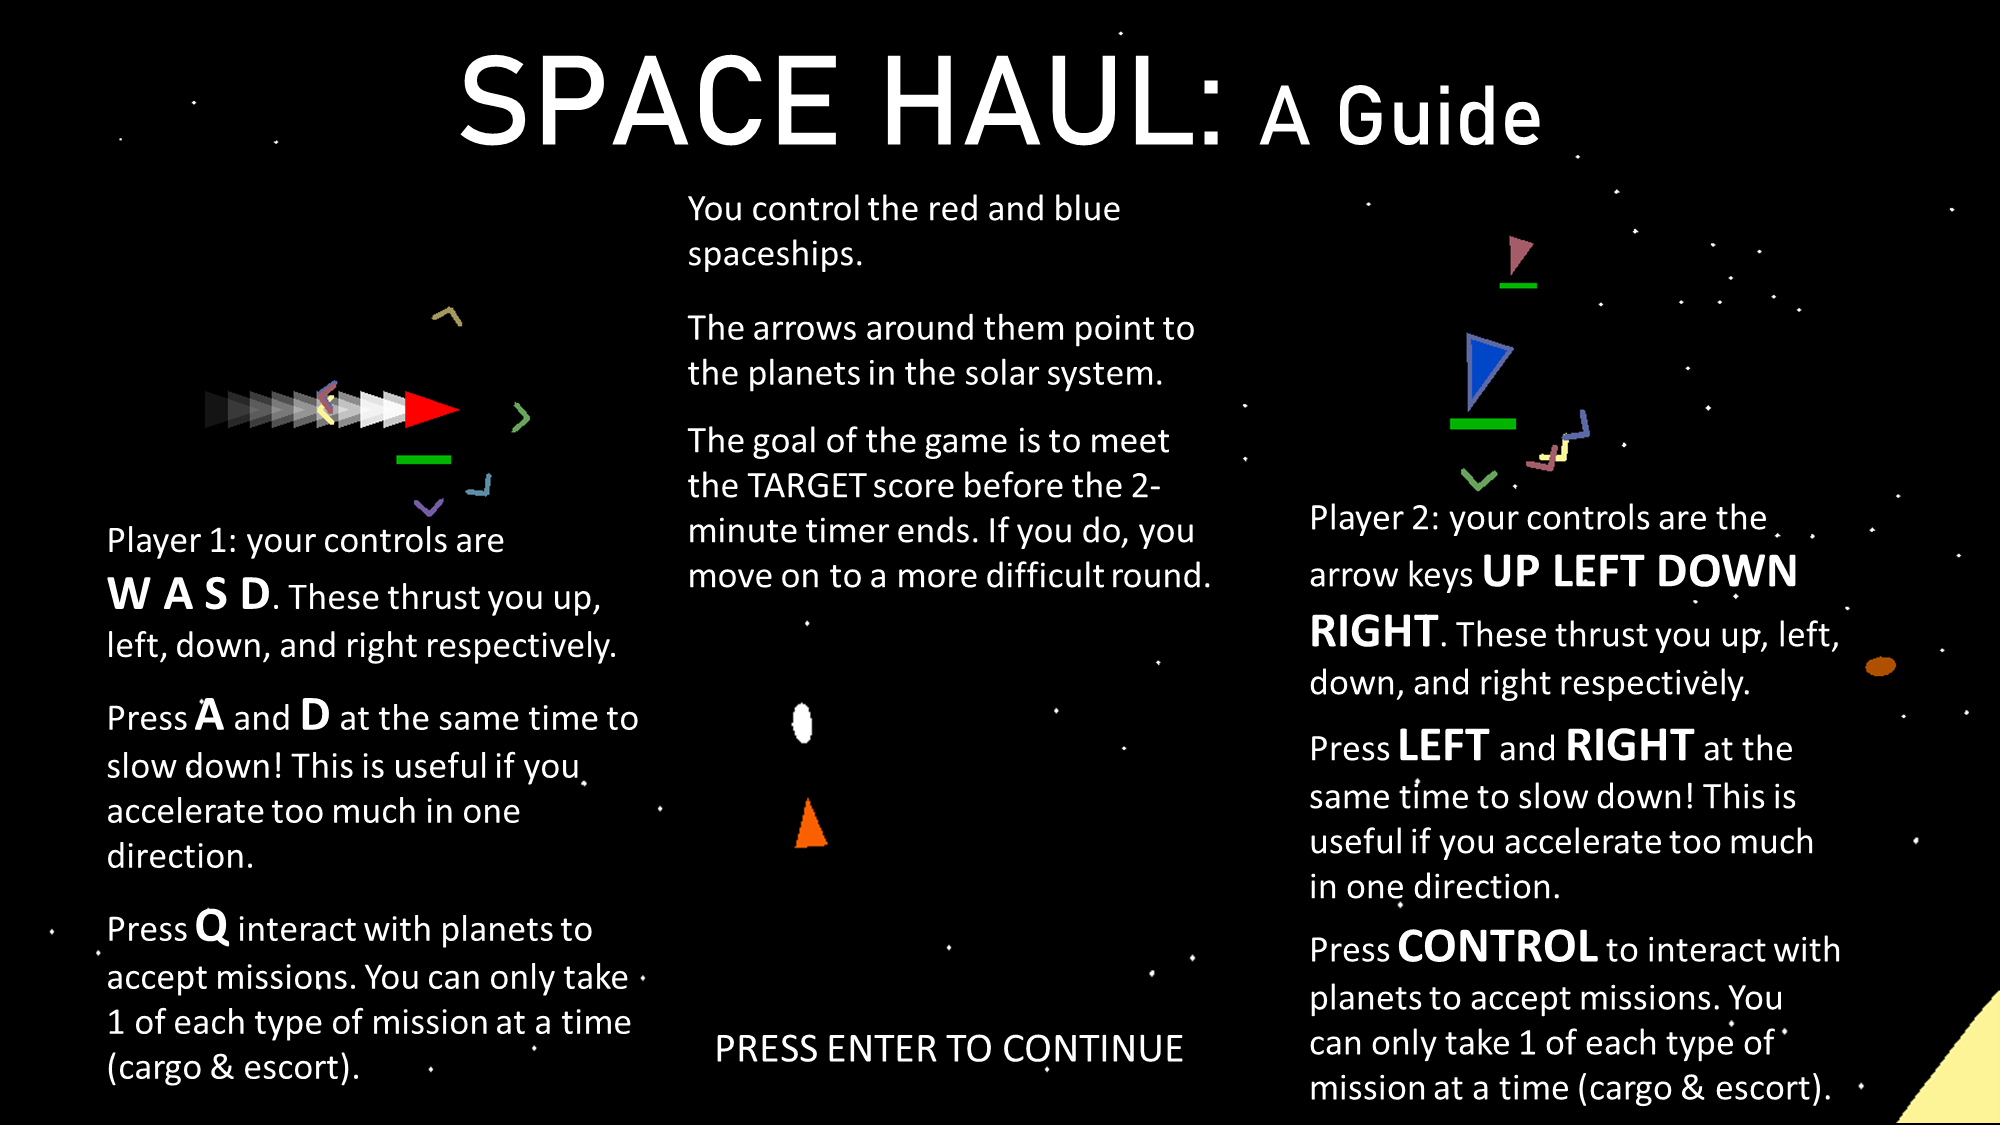 SPACE HAUL: A Guide
You control the red and blue
spaceships.
The arrows around them point to
the planets in the solar system.
The goal of the game is to meet
the TARGET score before the 2-
minute timer ends. If you do, you
move on to a more difficult round.
Player 1: your controls are
W A S D. These thrust you up,
left, down, and right respectively.
Press A and D at the same time to
slow down! This is useful if you
accelerate too much in one
direction.
Press Q interact with planets to
accept missions. You can only take
1 of each type of mission at a time
(cargo & escort).
PRESS ENTER TO CONTINUE
Player 2: your controls are the
arrow keys UP LEFT DOWN
RIGHT. These thrust you up, left,
down, and right respectively.
Press LEFT and RIGHT at the
same time to slow down! This is
useful if you accelerate too much
in one direction.
Press CONTROL to interact with
planets to accept missions. You
can only take 1 of each type of
mission at a time (cargo & escort).